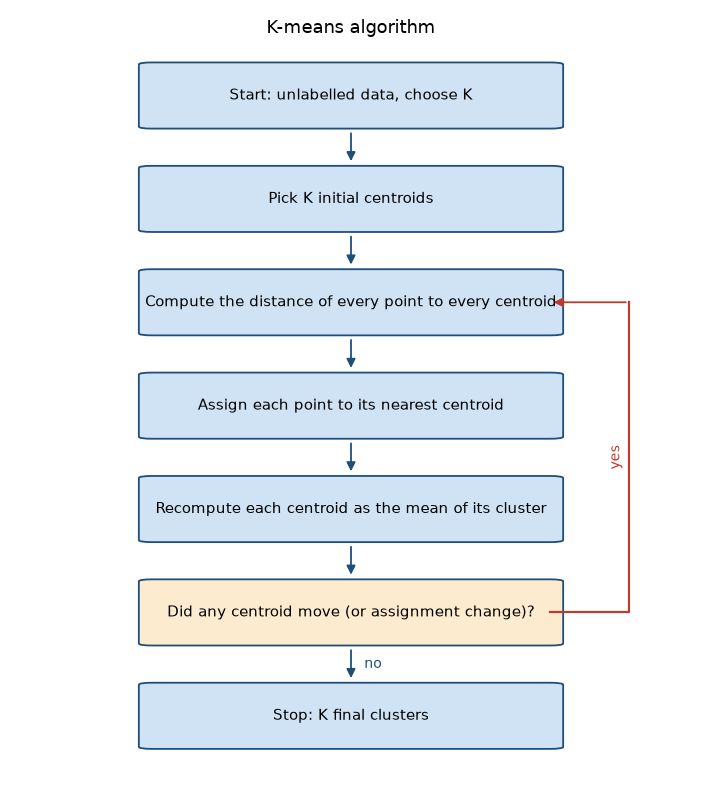 K-means algorithm
Start: unlabelled data, choose K
Pick K initial centroids
Compute the distance of every point to every centroid
Assign each point to its nearest centroid
yes
Recompute each centroid as the mean of its cluster
Did any centroid move (or assignment change)?
no
Stop: K final clusters